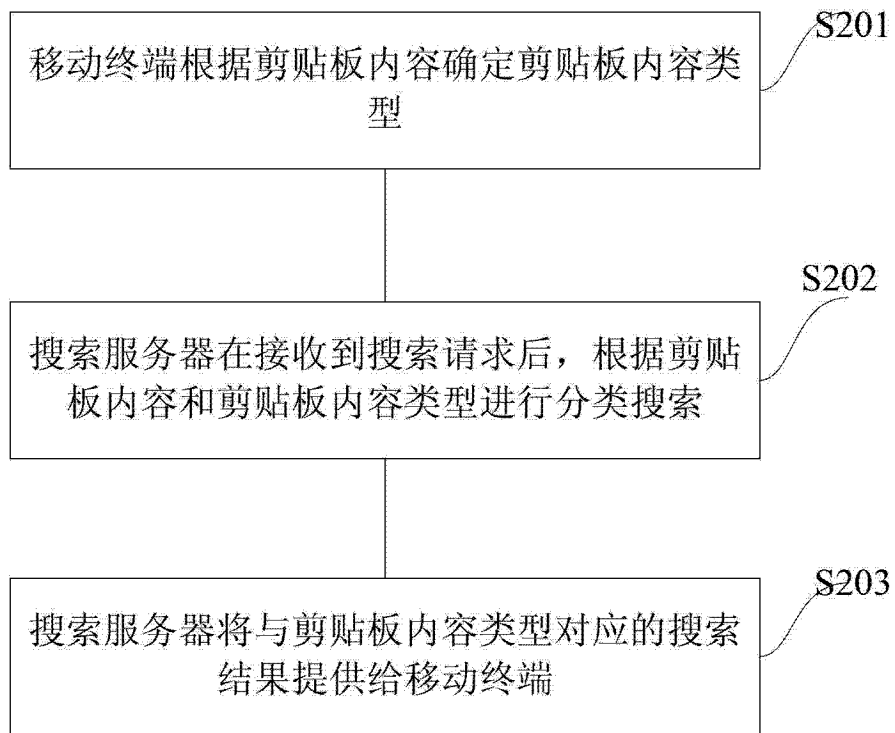 S201
移动终端根据剪贴板内容确定剪贴板内容类
型
S202
搜索服务器在接收到搜索请求后，根据剪贴
板内容和剪贴板内容类型进行分类搜索
S203
搜索服务器将与剪贴板内容类型对应的搜索
结果提供给移动终端